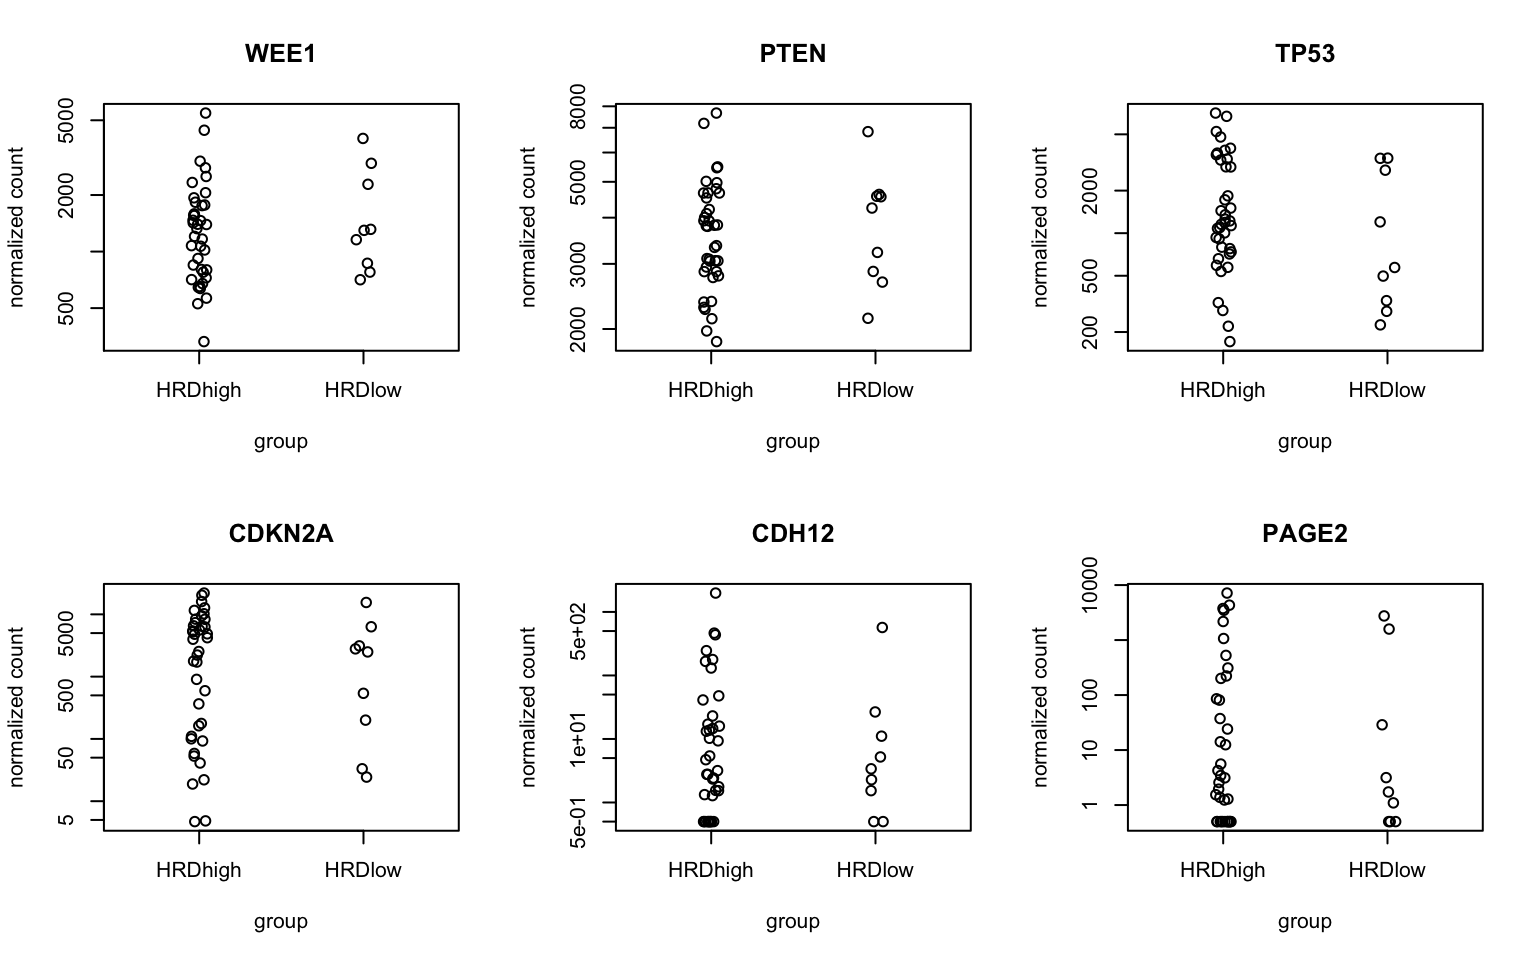 WEE1
normalized count
5000
2000
500
HRDhigh HRDlow
group
PTEN
normalized count
8000
5000
3000
2000
HRDhigh HRDlow
group
TP53
normalized count
2000
500
200
HRDhigh HRDlow
group
CDKN2A
normalized count
5000
500
50
5
HRDhigh HRDlow
group
CDH12
normalized count
5e+02
1e+01
5e-01
HRDhigh HRDlow
group
PAGE2
normalized count
10000
100
10
1
HRDhigh HRDlow
group